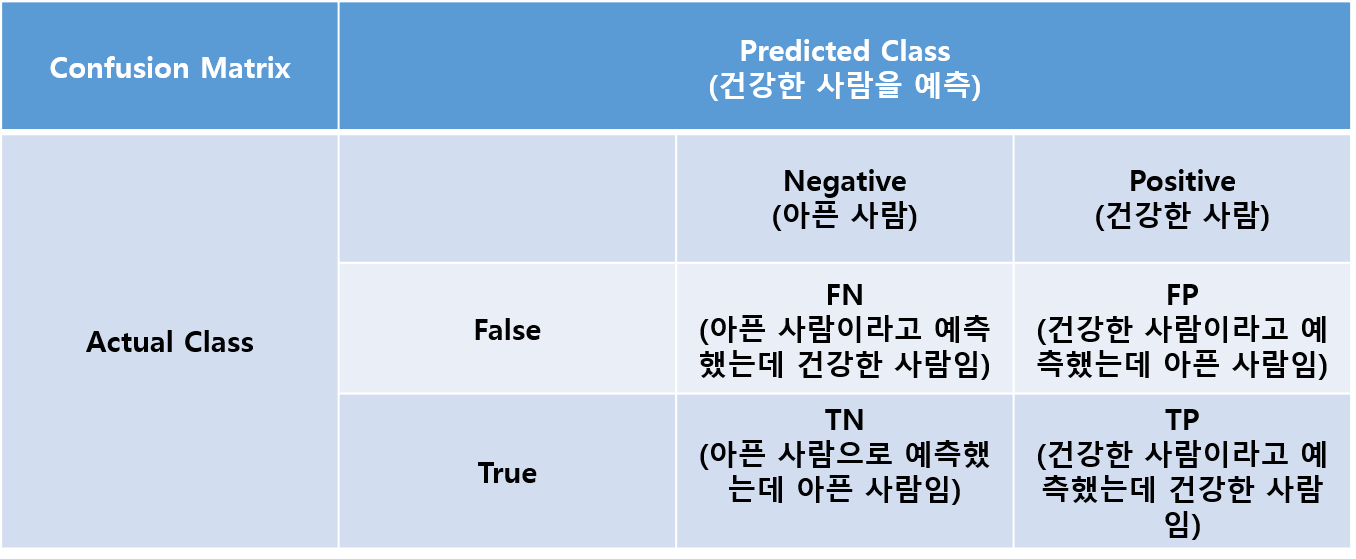 Confusion Matrix
Predicted Class
(건강한 사람을 예측)
Negative
(아픈 사람)
Positive
(건강한 사람)
Actual Class
False
FN
(아픈 사람이라고 예측
했는데 건강한 사람임)
FP
(건강한 사람이라고 예
측했는데 아픈 사람임)
True
TN
(아픈 사람으로 예측했
는데 아픈 사람임)
TP
(건강한 사람이라고 예
측했는데 건강한 사람
임)